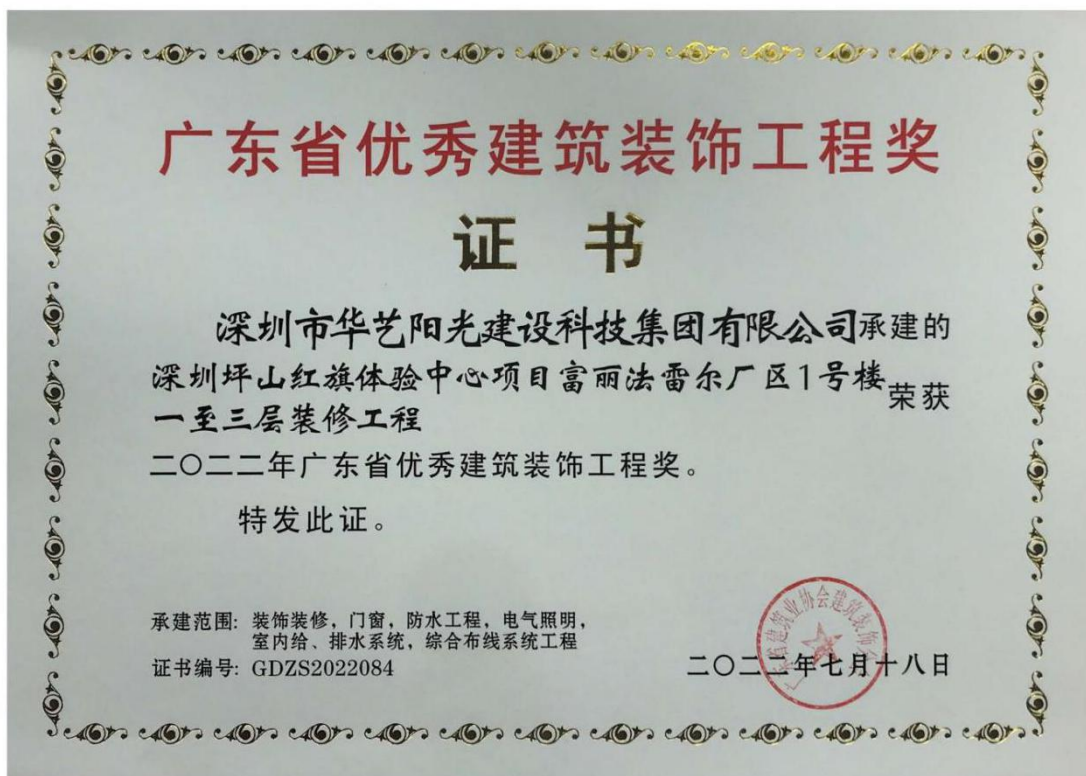 广东省优秀建筑装饰工程奖
证 书
深圳市华艺阳光建设科技集团有限公司承建的
深圳坪山红旗体验中心项目富丽法雷尔厂区1号楼
一至三层装修工程
荣获
二〇二二年广东省优秀建筑装饰工程奖。
特发此证。
承建范围: 装饰装修, 门窗, 防水工程, 电气照明,
室内给、排水系统, 综合布线系统工程
证书编号: GDZS2022084
二〇二二年七月十八日